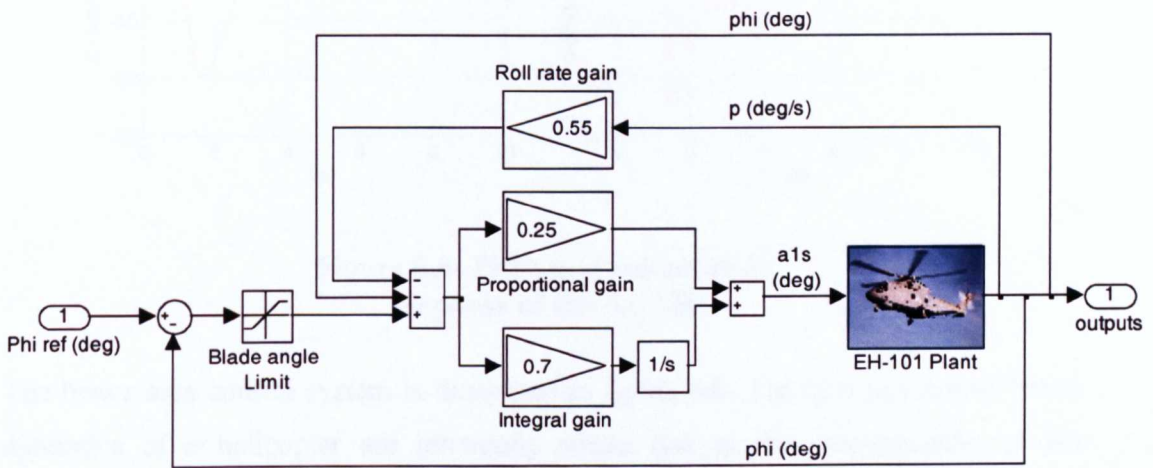 phi (deg)
Roll rate gain
0.55
p (deg/s)
0.25
Proportional gain
a1s
(deg)
1
Phi ref (deg)
+
-
Blade angle
Limit
-
-
+
+
+
EH-101 Plant
1
outputs
0.7
1/s
Integral gain
phi (deg)